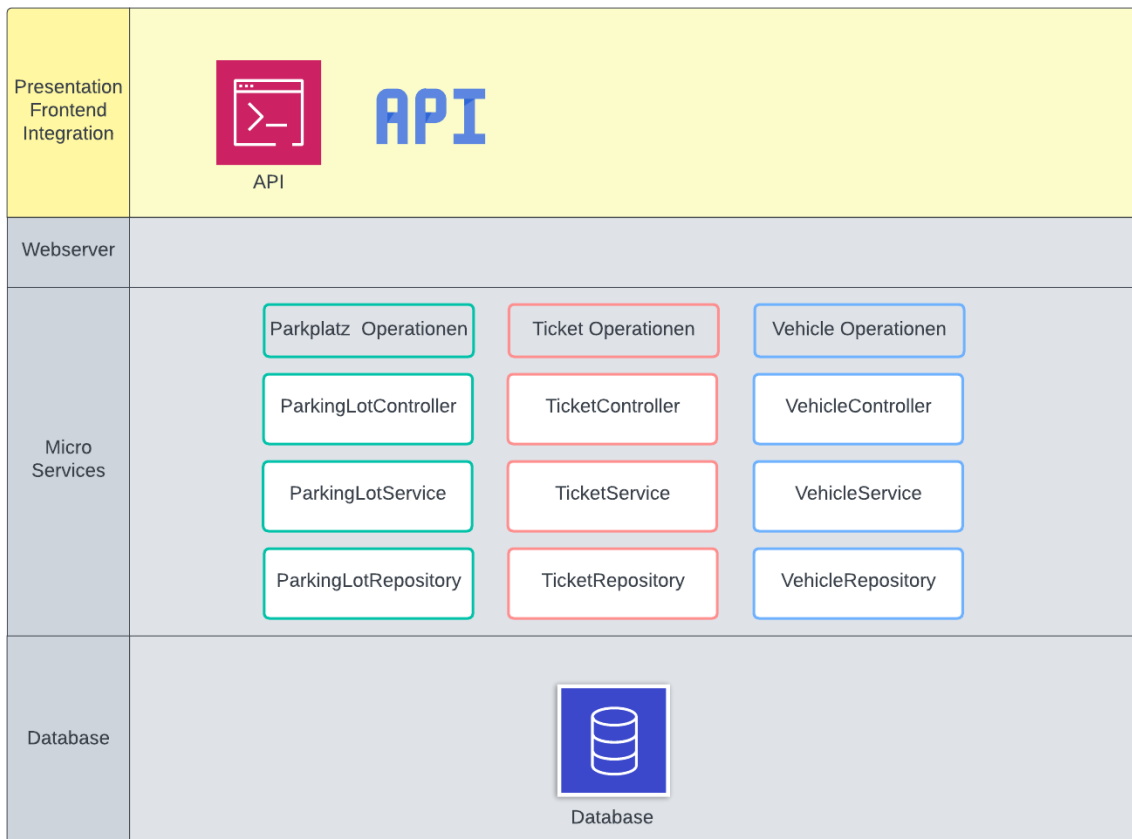 Presentation
Frontend
Integration
API
API
Webserver
Micro
Services
Parkplatz  Operationen
Ticket Operationen
Vehicle Operationen
ParkingLotController
TicketController
VehicleController
ParkingLotService
TicketService
VehicleService
ParkingLotRepository
TicketRepository
VehicleRepository
Database
Database